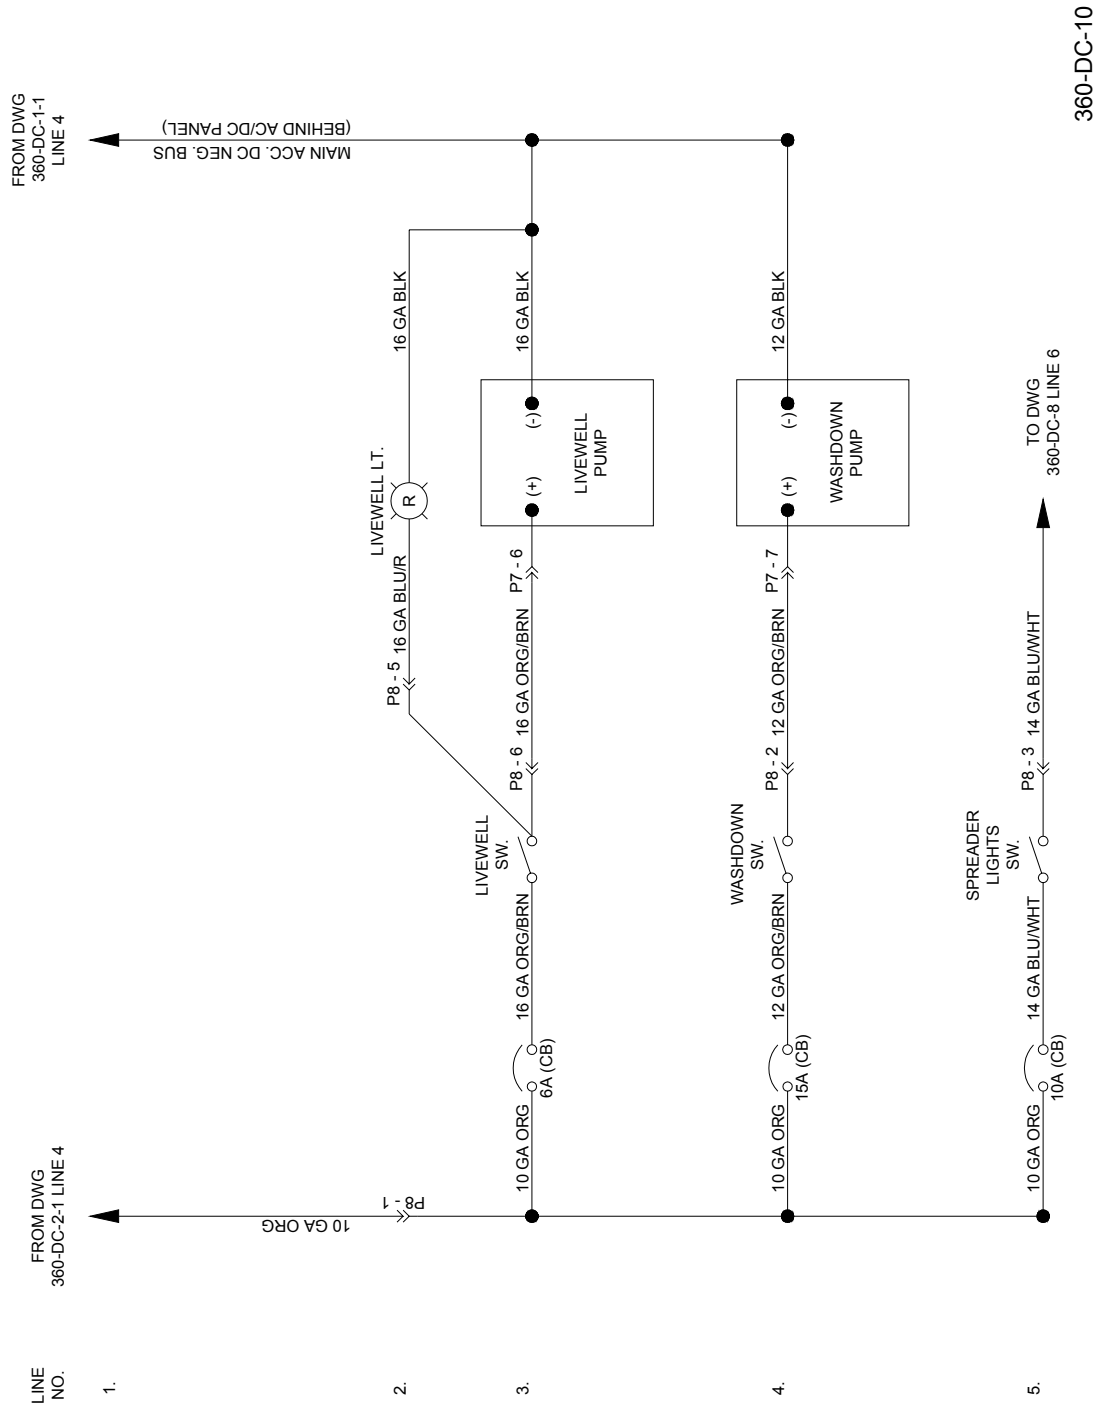 LINE
NO.
1.
2.
3.
4.
5.
FROM DWG
360-DC-2-1 LINE 4
10 GA ORG
P8 - 1
FROM DWG
360-DC-1-1
LINE 4
MAIN ACC. DC NEG. BUS
(BEHIND AC/DC PANEL)
P8 - 5
16 GA BLU/R
LIVEWELL LT.
R
16 GA BLK
10 GA ORG
6A (CB)
16 GA ORG/BRN
LIVEWELL
SW.
P8 - 6
16 GA ORG/BRN
P7 - 6
(+)
(-)
LIVEWELL
PUMP
16 GA BLK
10 GA ORG
15A (CB)
12 GA ORG/BRN
WASHDOWN
SW.
P8 - 2
12 GA ORG/BRN
P7 - 7
(+)
(-)
WASHDOWN
PUMP
12 GA BLK
10 GA ORG
10A (CB)
14 GA BLU/WHT
SPREADER
LIGHTS
SW.
P8 - 3
14 GA BLU/WHT
TO DWG
360-DC-8 LINE 6
360-DC-10